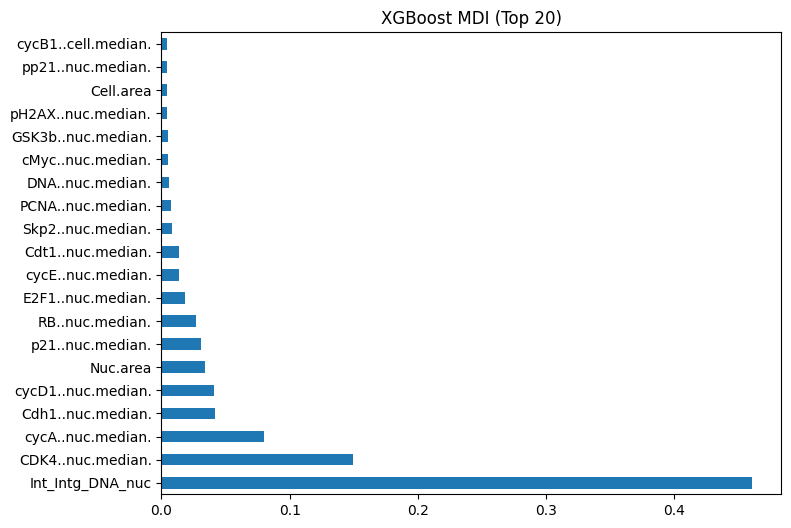 XGBoost MDI (Top 20)
cycB1..cell.median.
pp21..nuc.median.
Cell.area
pH2AX..nuc.median.
GSK3b..nuc.median.
cMyc..nuc.median.
DNA..nuc.median.
PCNA..nuc.median.
Skp2..nuc.median.
Cdt1..nuc.median.
cycE..nuc.median.
E2F1..nuc.median.
RB..nuc.median.
p21..nuc.median.
Nuc.area
cycD1..nuc.median.
Cdh1..nuc.median.
cycA..nuc.median.
CDK4..nuc.median.
Int_Intg_DNA_nuc
0.0 0.1 0.2 0.3 0.4